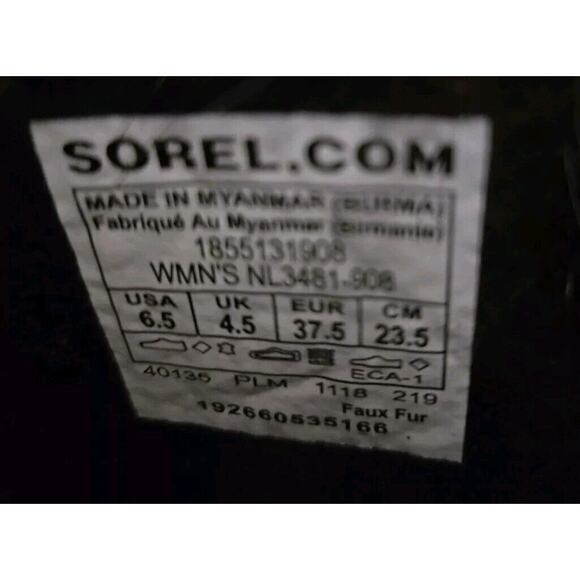 SOREL.COM
MADE IN MYANMAR (BURMA)
Fabriqué Au Myanmar (Birmanie)
1855131908
WMN'S NL3481-908
USA UK EUR CM
6.5 4.5 37.5 23.5
ECA-1
40135 PLM 1118 219
Faux Fur
192660535166